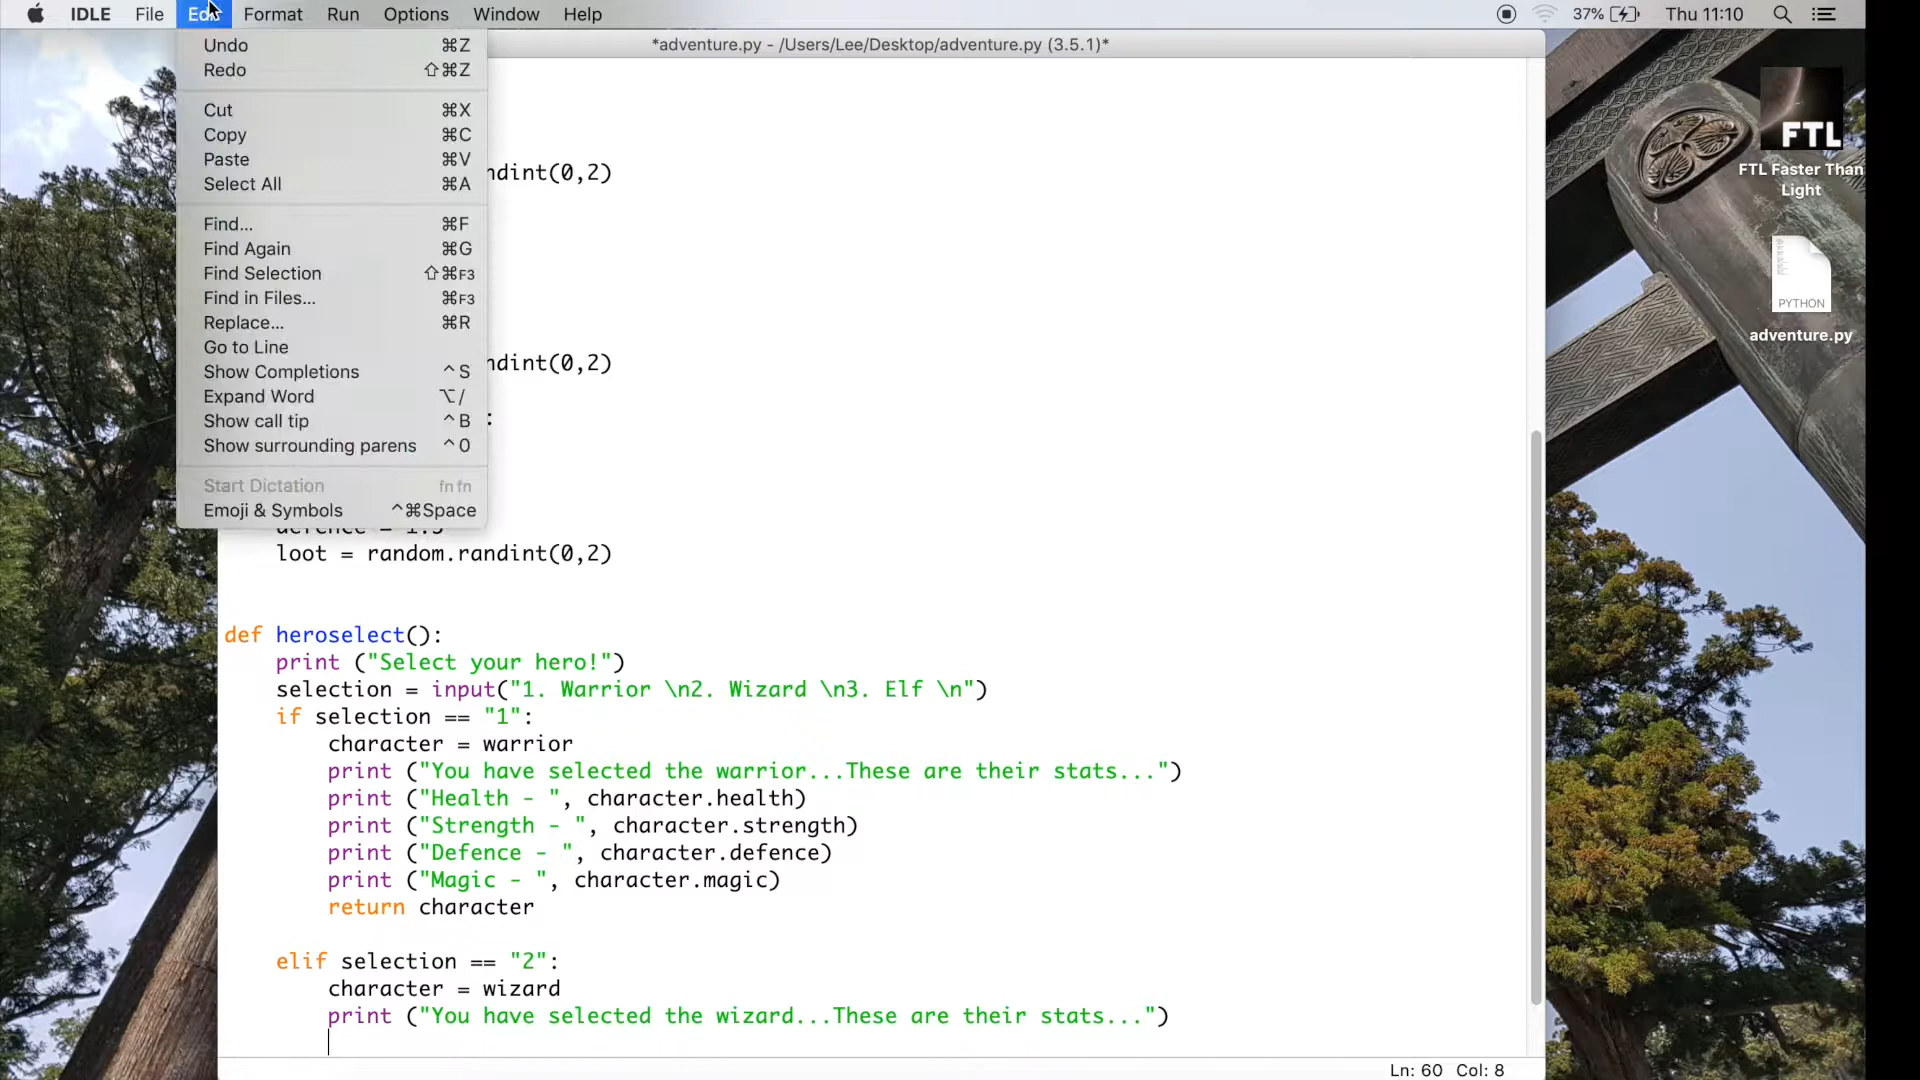 IDLE File Edit Format Run Options Window Help 37% Thu 11:10
*adventure.py - /Users/Lee/Desktop/adventure.py (3.5.1)*
Undo ⌘Z
Redo ⇧⌘Z
Cut ⌘X
Copy ⌘C
Paste ⌘V
Select All ⌘A
Find... ⌘F
Find Again ⌘G
Find Selection ⇧⌘F3
Find in Files... ⌘F3
Replace... ⌘R
Go to Line
Show Completions ^S
Expand Word ⌥/
Show call tip ^B
Show surrounding parens ^0
Start Dictation fn fn
Emoji & Symbols ^⌘Space
ndint(0,2)
ndint(0,2)
:
loot = random.randint(0,2)
def heroselect():
print ("Select your hero!")
selection = input("1. Warrior \n2. Wizard \n3. Elf \n")
if selection == "1":
character = warrior
print ("You have selected the warrior...These are their stats...")
print ("Health - ", character.health)
print ("Strength - ", character.strength)
print ("Defence - ", character.defence)
print ("Magic - ", character.magic)
return character
elif selection == "2":
character = wizard
print ("You have selected the wizard...These are their stats...")
Ln: 60 Col: 8
FTL
FTL Faster Than
Light
PYTHON
adventure.py